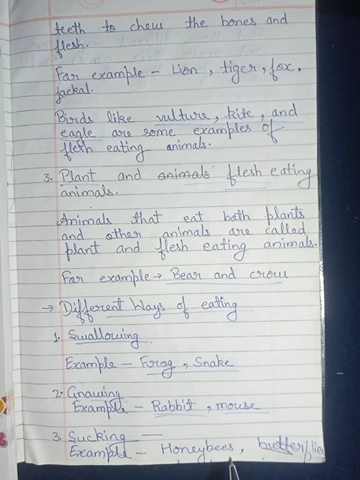 teeth to chew the bones and
flesh.
For example - Lion, tiger, fox,
jackal.
Birds like vulture, kite, and
eagle are some examples of
flesh eating animals.
3. Plant and animals flesh eating
animals.
Animals that eat both plants
and other animals are called
plant and flesh eating animals.
For example → Bear and crow
→ Different Ways of eating
1. Swallowing
Example - Frog, Snake
2. Gnawing
Example - Rabbit, mouse
3. Sucking
Example - Honeybees, butterflies